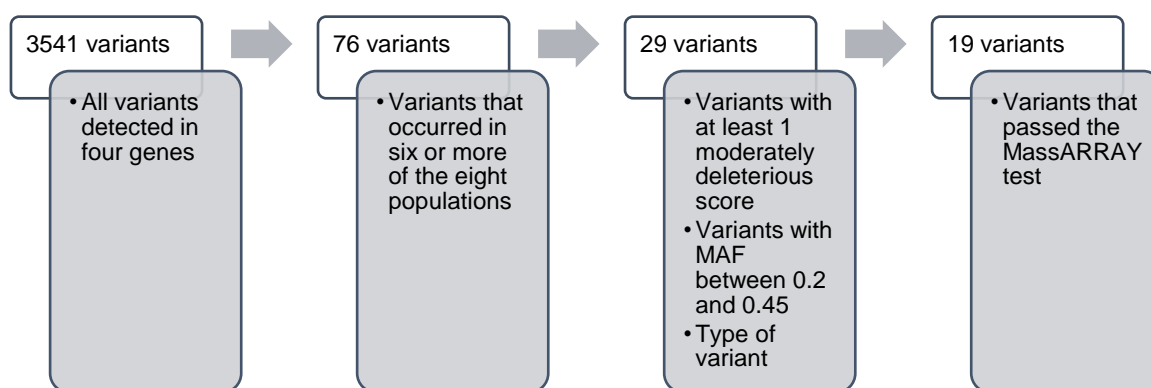 3541 variants
• All variants
detected in
four genes
76 variants
• Variants that
occurred in
six or more
of the eight
populations
29 variants
• Variants with
at least 1
moderately
deleterious
score
• Variants with
MAF
between 0.2
and 0.45
• Type of
variant
19 variants
• Variants that
passed the
MassARRAY
test